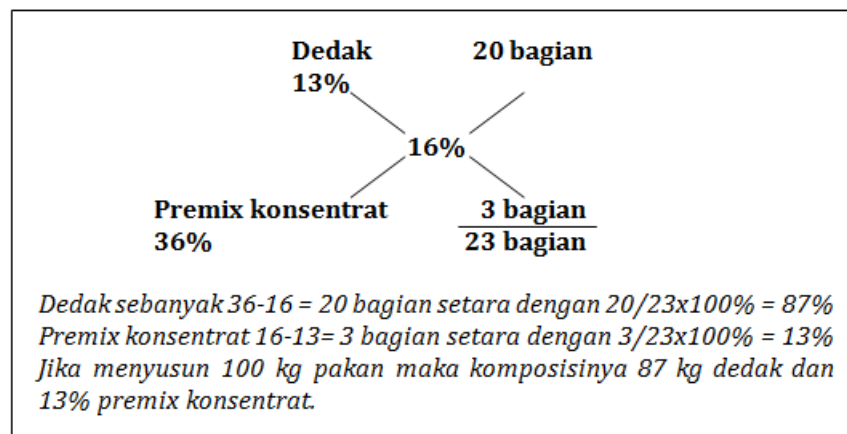 Dedak 20 bagian
13%
16%
Premix konsentrat 3 bagian
36% 23 bagian
Dedak sebanyak 36-16 = 20 bagian setara dengan 20/23x100% = 87%
Premix konsentrat 16-13= 3 bagian setara dengan 3/23x100% = 13%
Jika menyusun 100 kg pakan maka komposisinya 87 kg dedak dan
13% premix konsentrat.